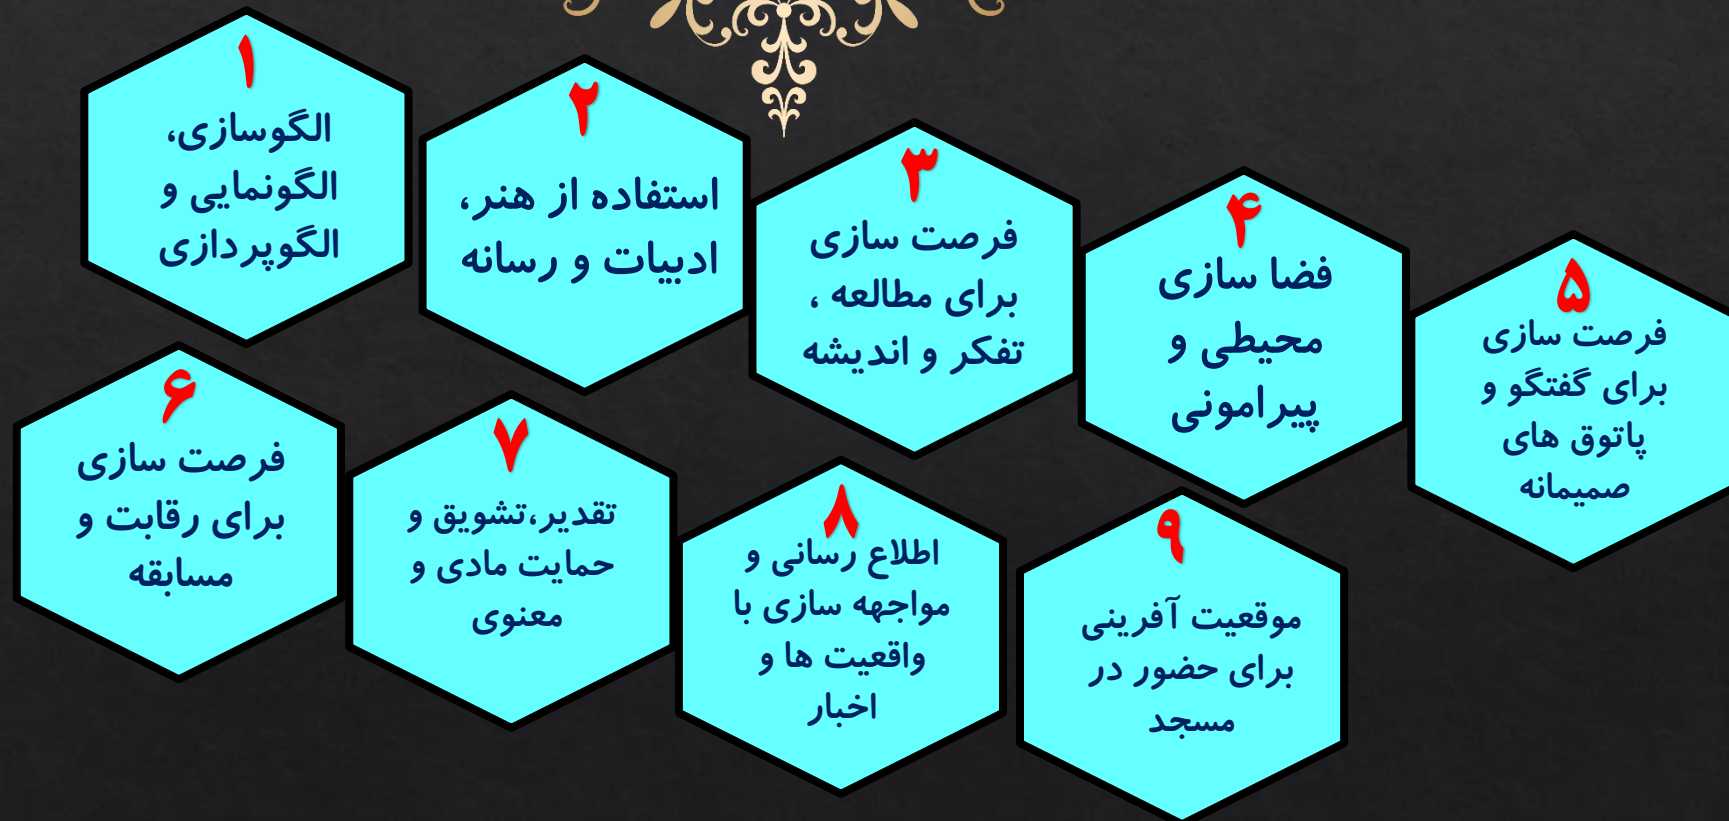 ۱
الگوسازی،
الگونمایی و
الگوپردازی
۲
استفاده از هنر،
ادبیات و رسانه
۳
فرصت سازی
برای مطالعه ،
تفکر و اندیشه
۴
فضا سازی
محیطی و
پیرامونی
۵
فرصت سازی
برای گفتگو و
پاتوق های
صمیمانه
۶
فرصت سازی
برای رقابت و
مسابقه
۷
تقدیر،تشویق و
حمایت مادی و
معنوی
۸
اطلاع رسانی و
مواجهه سازی با
واقعیت ها و
اخبار
۹
موقعیت آفرینی
برای حضور در
مسجد